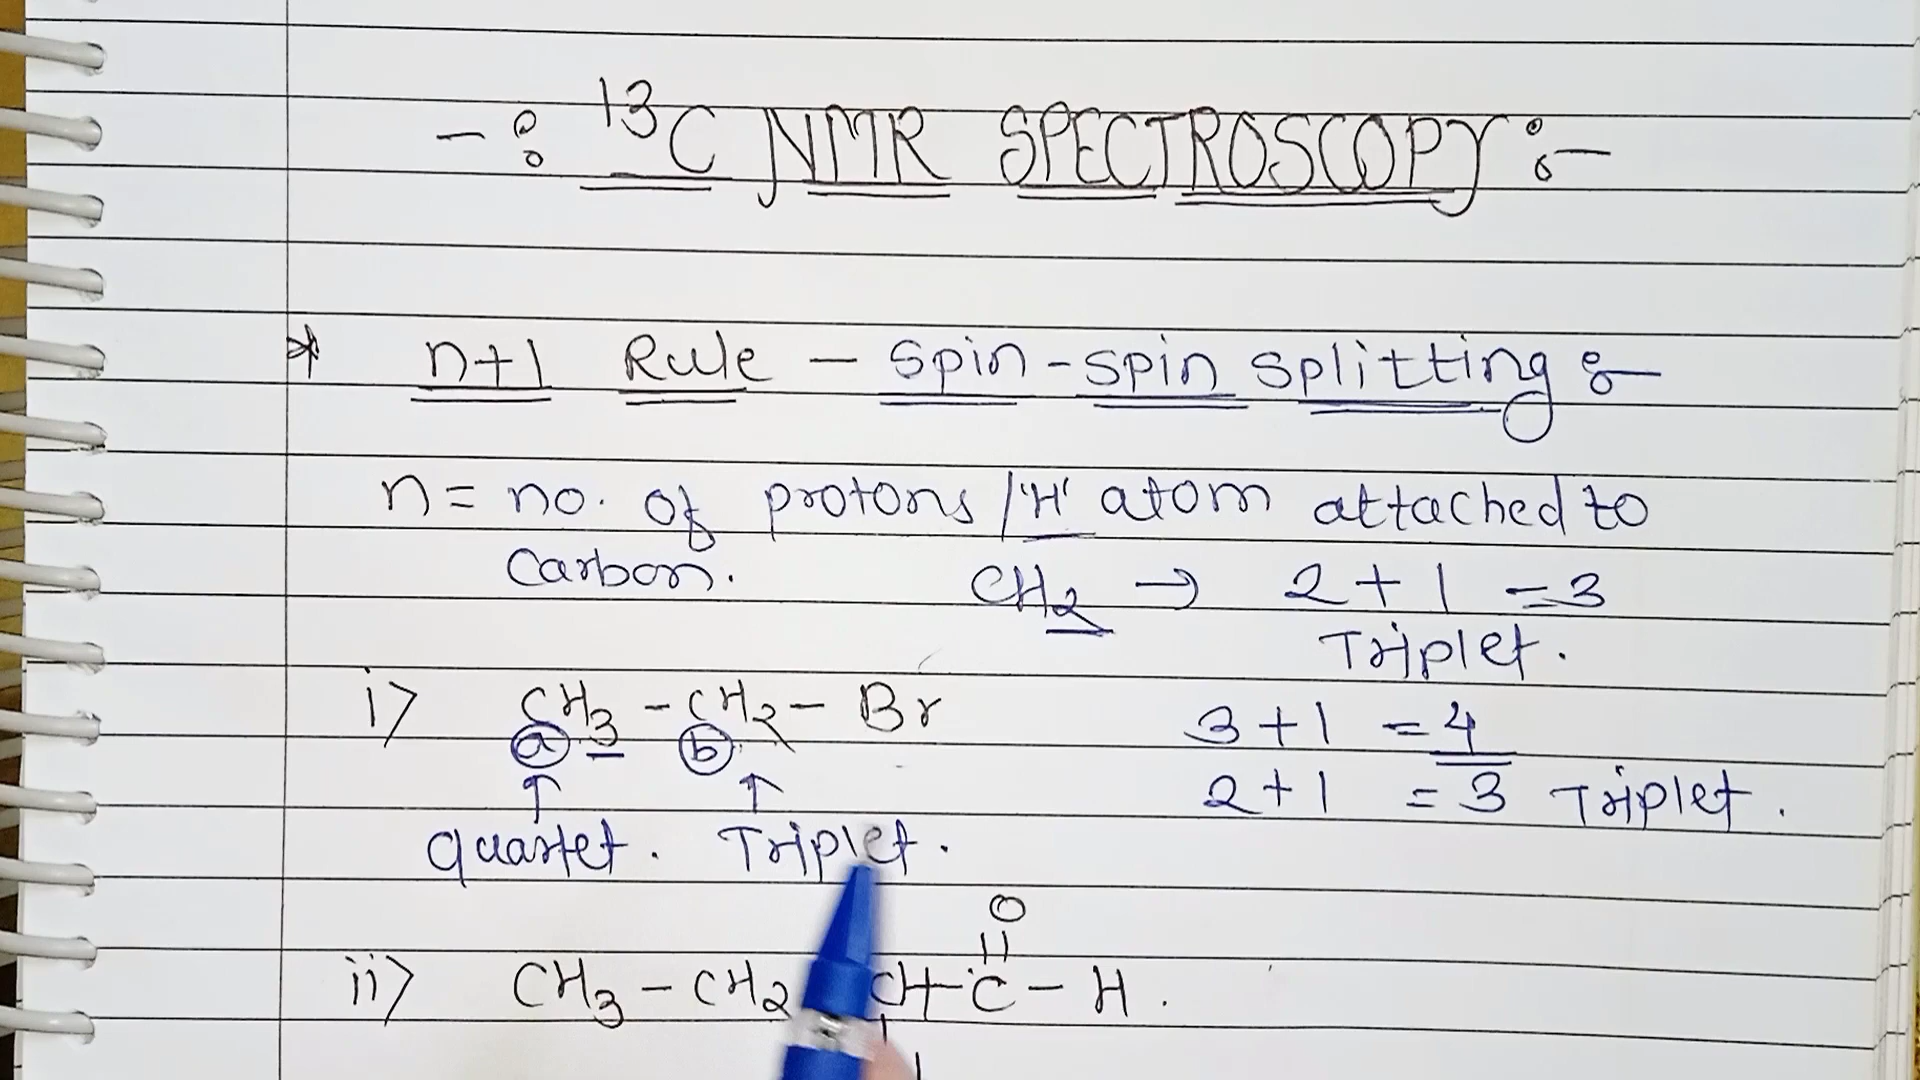 -: 13C NMR SPECTROSCOPY :-
* n+1 Rule - spin-spin splitting :-
n = no. of protons / 'H' atom attached to
Carbon. CH2 → 2 + 1 = 3
Triplet.
i> CH3 - CH2 - Br 3 + 1 = 4
a b 2 + 1 = 3 Triplet.
↑ ↑
quartet. Triplet.
O
ii> CH3 - CH2 CH - C - H.